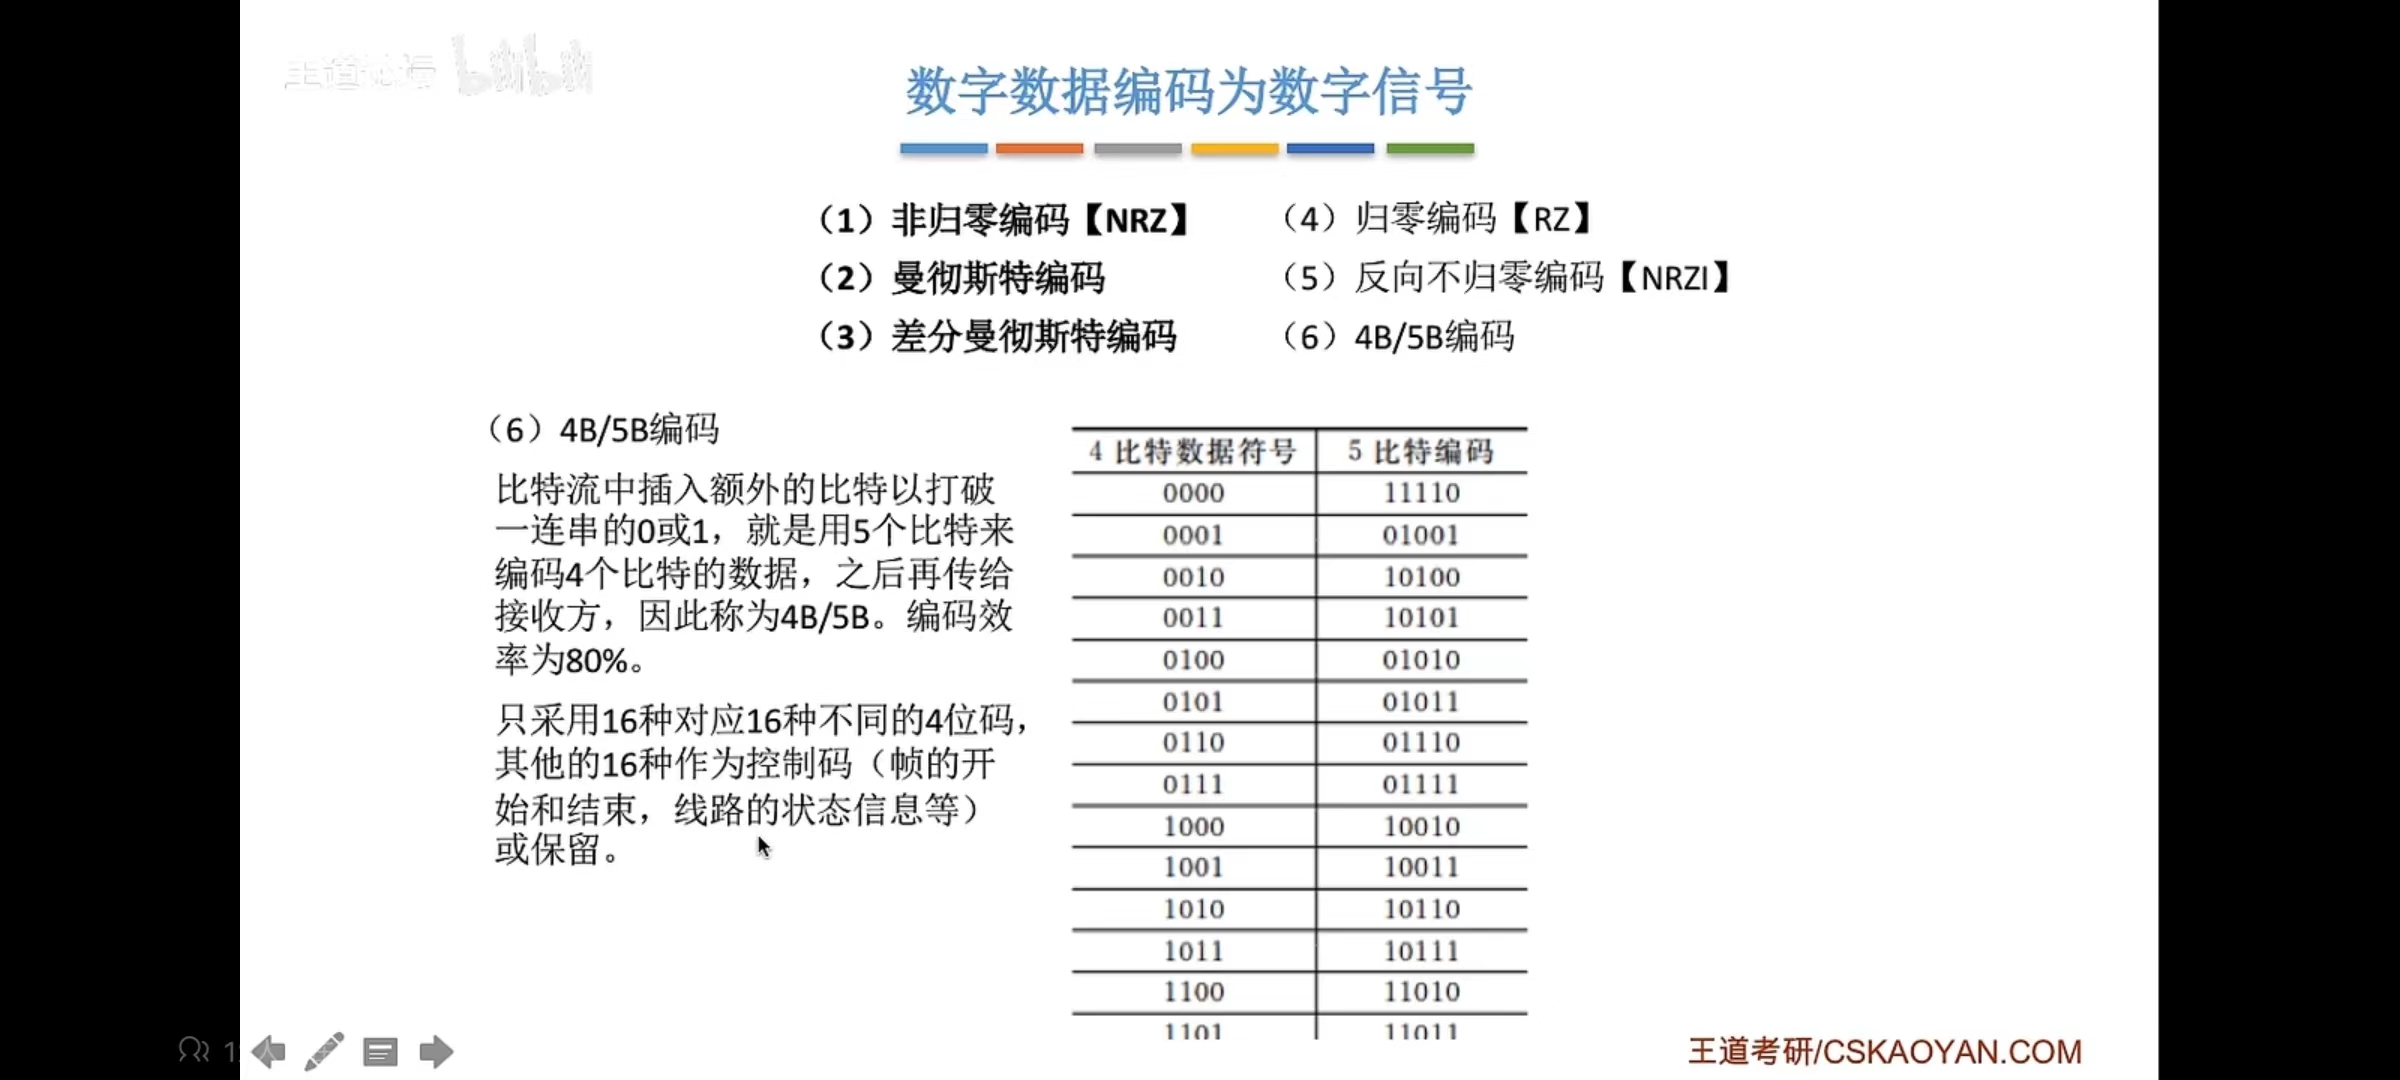 王道论坛 bilibili
数字数据编码为数字信号
（1）非归零编码【NRZ】 （4）归零编码【RZ】
（2）曼彻斯特编码 （5）反向不归零编码【NRZI】
（3）差分曼彻斯特编码 （6）4B/5B编码
（6）4B/5B编码
比特流中插入额外的比特以打破
一连串的0或1，就是用5个比特来
编码4个比特的数据，之后再传给
接收方，因此称为4B/5B。编码效
率为80%。
只采用16种对应16种不同的4位码，
其他的16种作为控制码（帧的开
始和结束，线路的状态信息等）
或保留。
4 比特数据符号 5 比特编码
0000 11110
0001 01001
0010 10100
0011 10101
0100 01010
0101 01011
0110 01110
0111 01111
1000 10010
1001 10011
1010 10110
1011 10111
1100 11010
1101 11011
王道考研/CSKAOYAN.COM